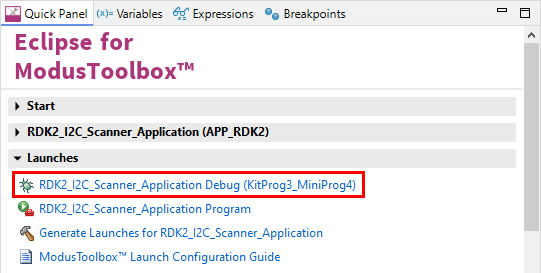 Quick Panel
(x)= Variables
Expressions
Breakpoints
Eclipse for
ModusToolbox™
Start
RDK2_I2C_Scanner_Application (APP_RDK2)
Launches
RDK2_I2C_Scanner_Application Debug (KitProg3_MiniProg4)
RDK2_I2C_Scanner_Application Program
Generate Launches for RDK2_I2C_Scanner_Application
ModusToolbox™ Launch Configuration Guide